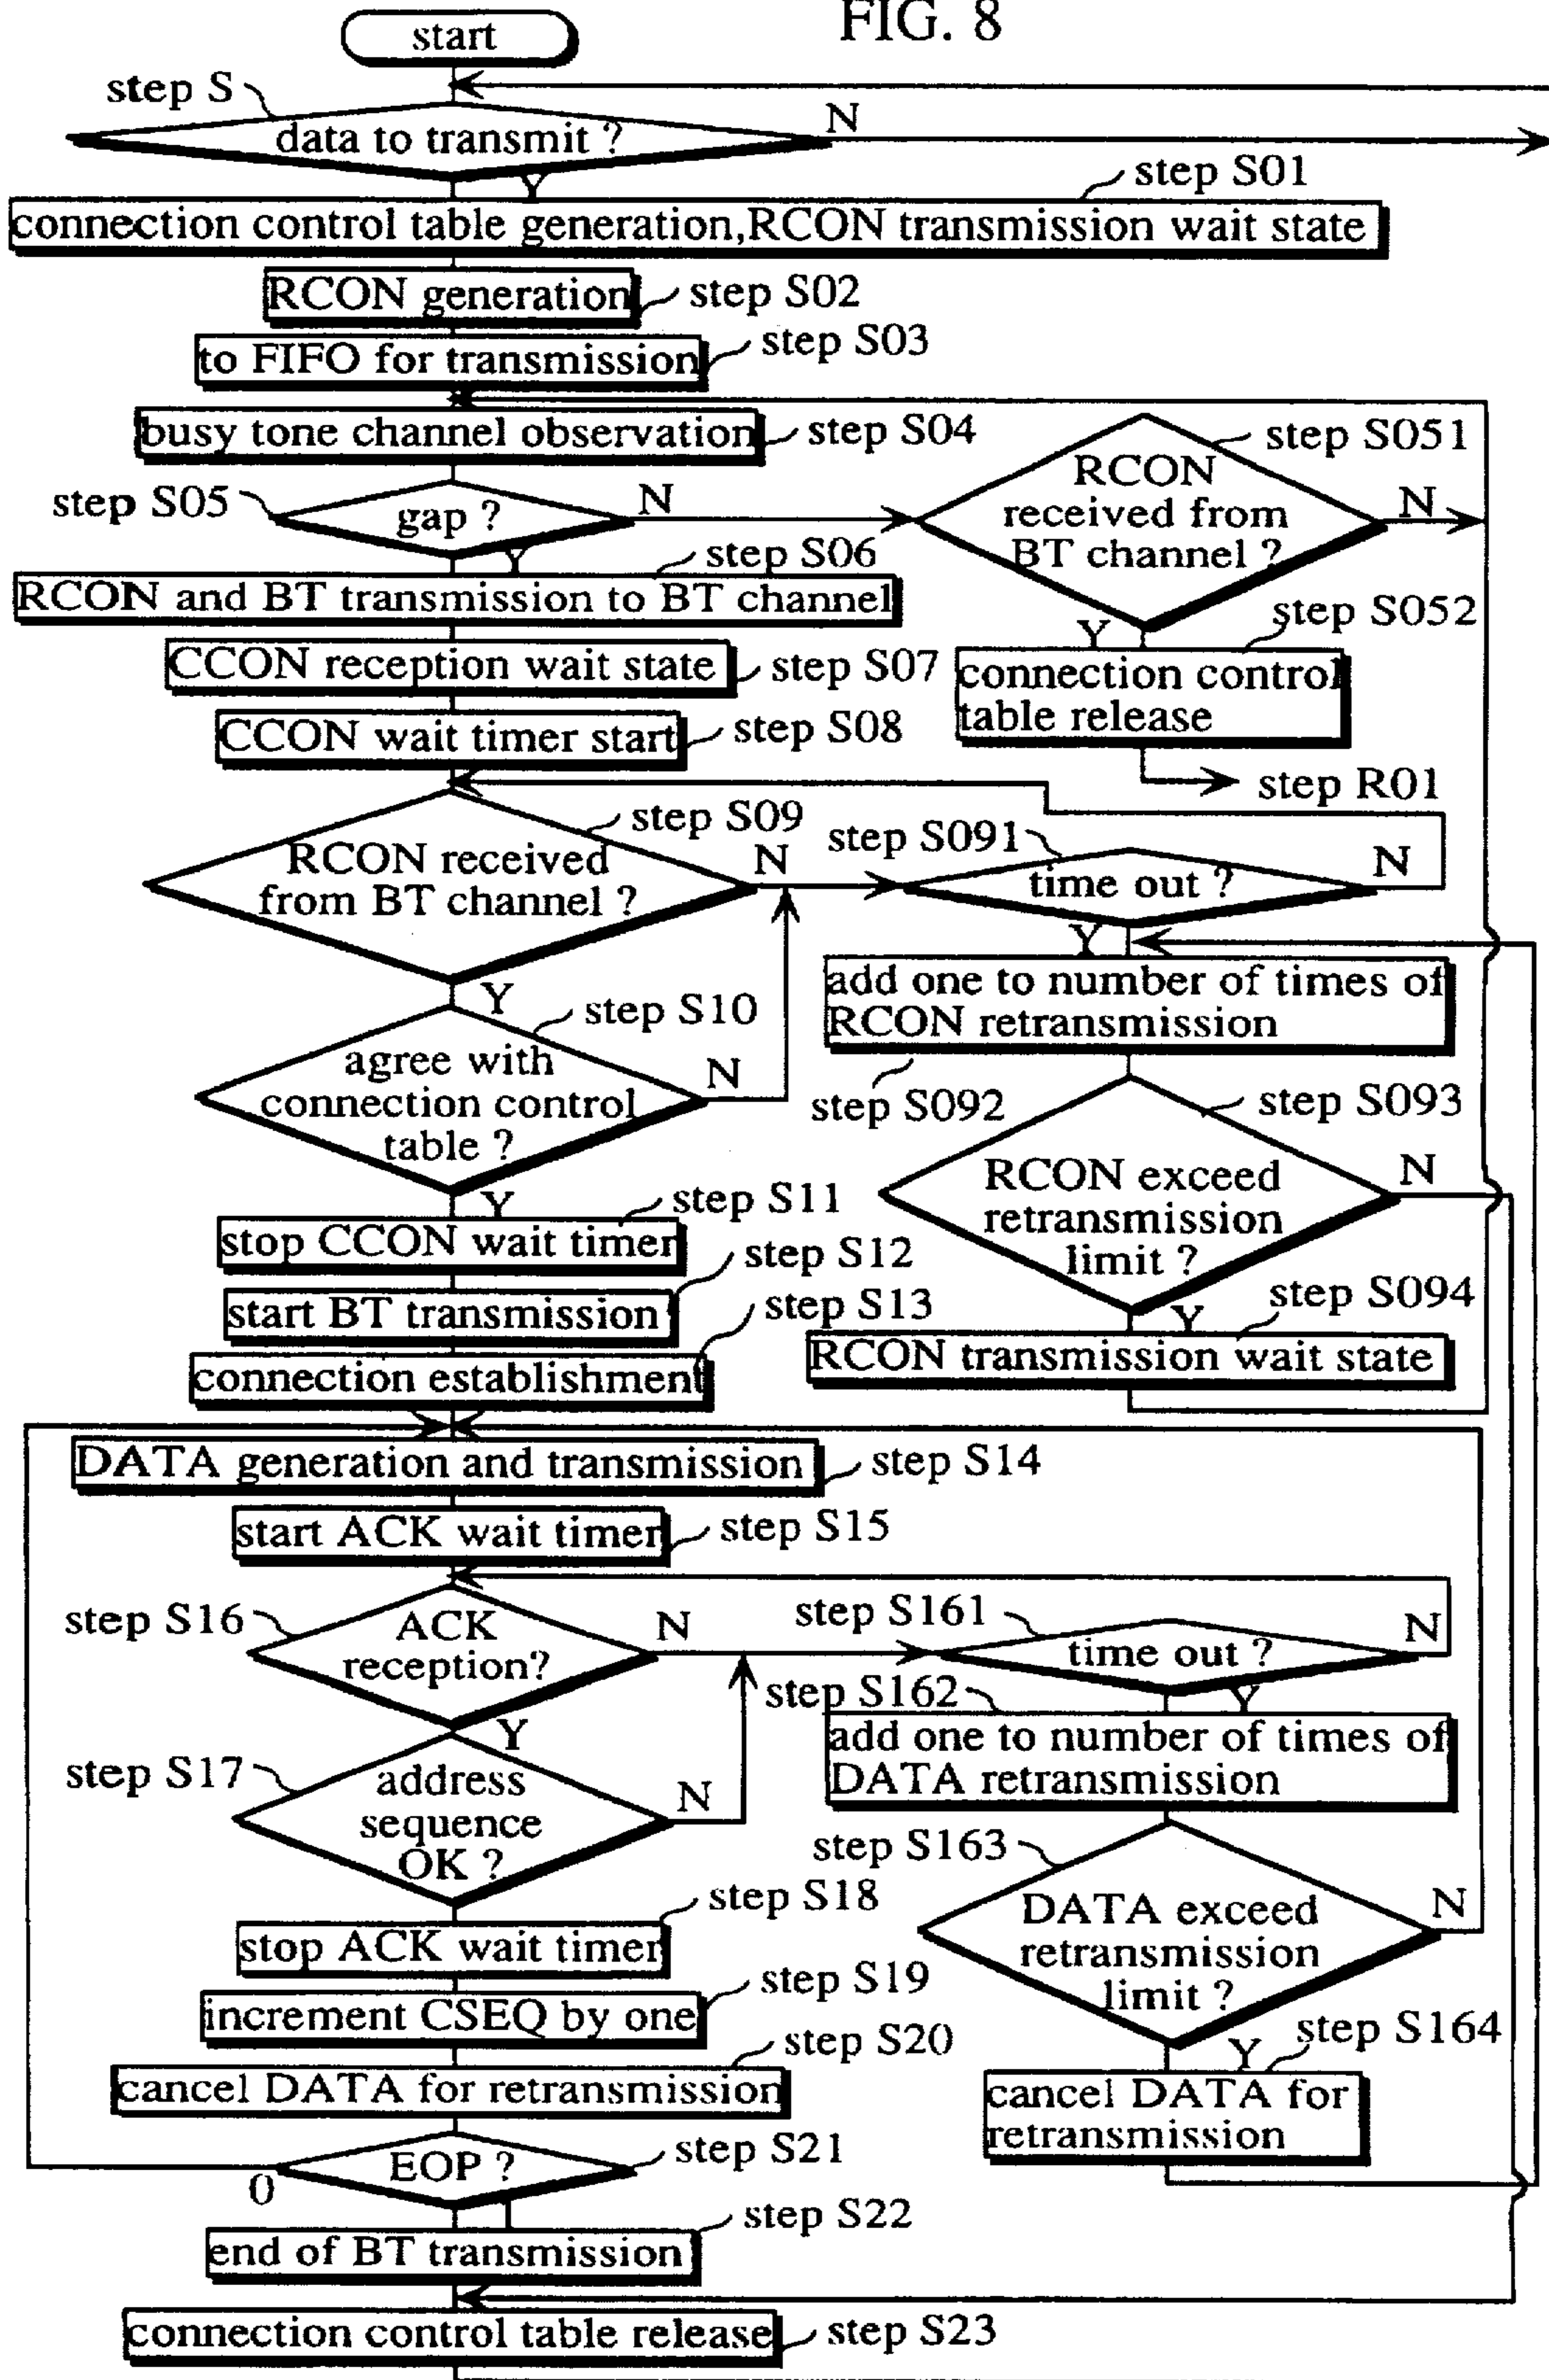 FIG. 8
start
step S
data to transmit ?
N
Y
step S01
connection control table generation,RCON transmission wait state
RCON generation
step S02
to FIFO for transmission
step S03
busy tone channel observation
step S04
step S05
gap ?
N
Y
step S051
RCON
received from
BT channel ?
N
Y
step S06
RCON and BT transmission to BT channel
step S052
connection control
table release
step R01
CCON reception wait state
step S07
CCON wait timer start
step S08
step S09
RCON received
from BT channel ?
N
Y
step S091
time out ?
N
Y
add one to number of times of
RCON retransmission
step S092
step S10
agree with
connection control
table ?
N
Y
step S093
RCON exceed
retransmission
limit ?
N
Y
step S11
stop CCON wait timer
step S12
start BT transmission
step S13
connection establishment
step S094
RCON transmission wait state
DATA generation and transmission
step S14
start ACK wait timer
step S15
step S16
ACK
reception?
N
Y
step S161
time out ?
N
Y
step S162
add one to number of times of
DATA retransmission
step S17
address
sequence
OK ?
N
step S163
DATA exceed
retransmission
limit ?
N
Y
step S18
stop ACK wait timer
step S19
increment CSEQ by one
step S20
cancel DATA for retransmission
step S164
cancel DATA for
retransmission
step S21
EOP ?
0
step S22
end of BT transmission
connection control table release
step S23